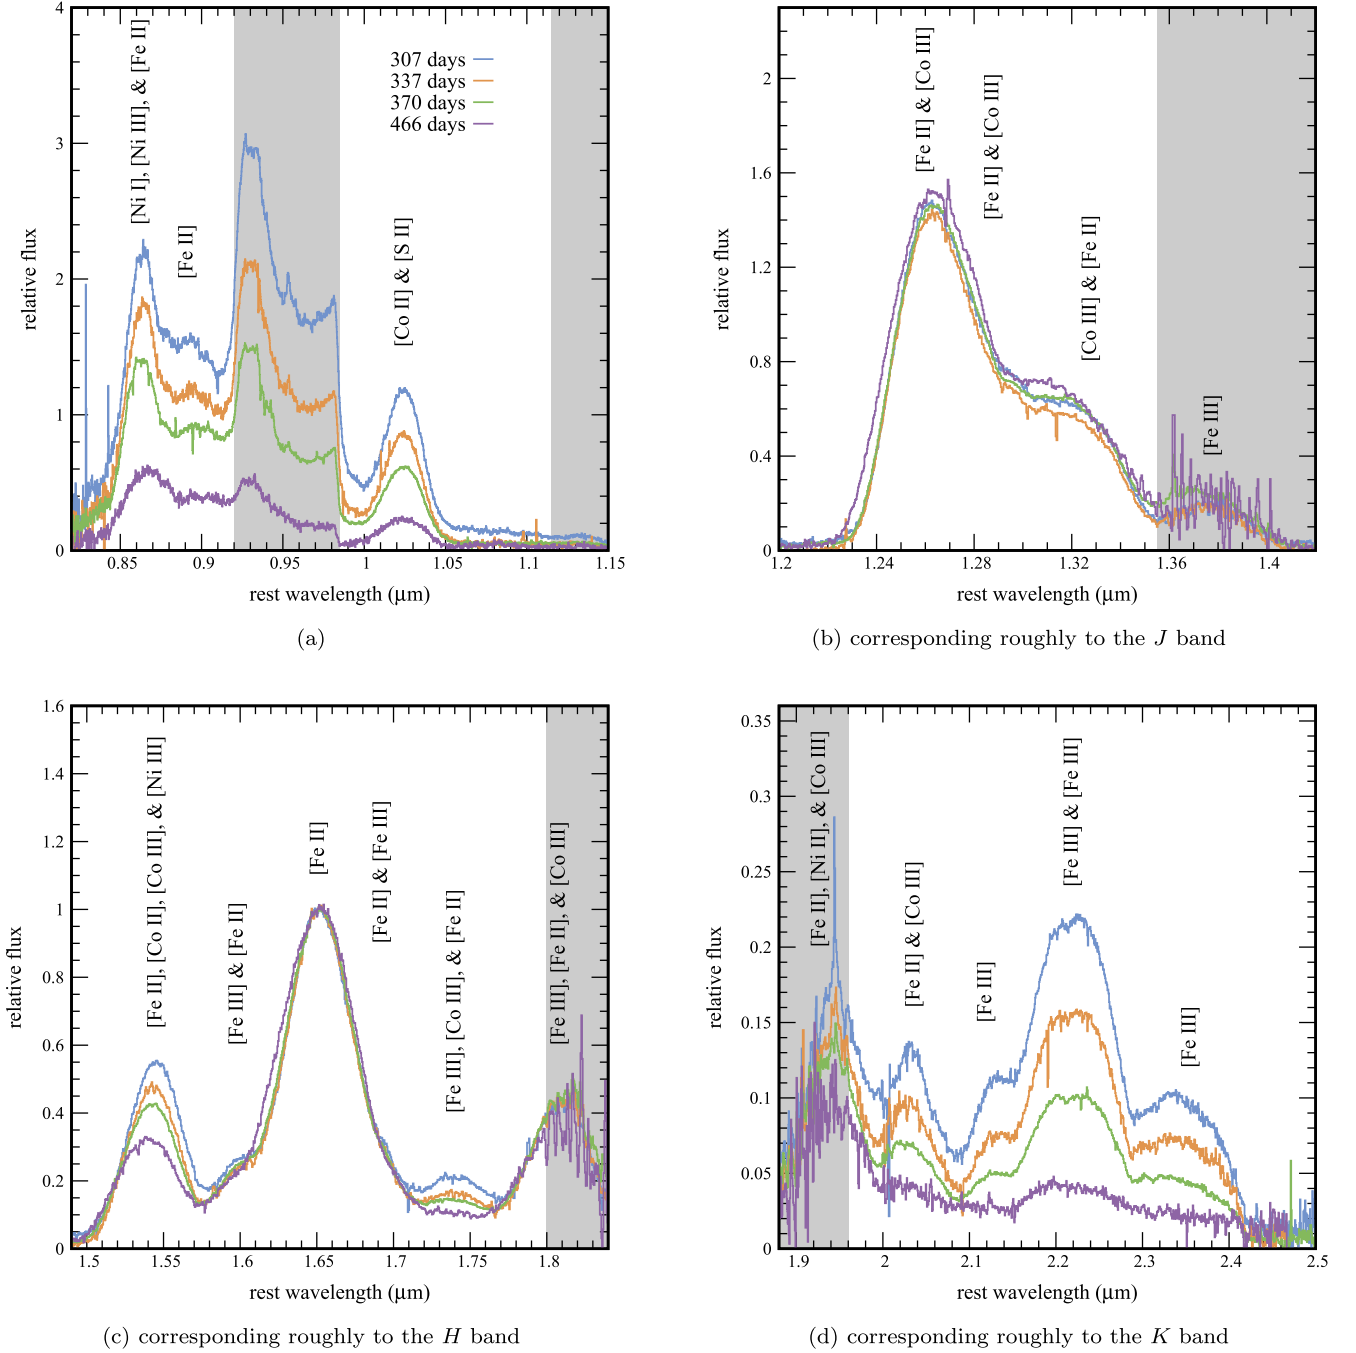 4
3
2
1
0
0.85
0.9
0.95
1
1.05
1.1
1.15
relative flux
rest wavelength (μm)
[Ni I], [Ni III], & [Fe II]
[Fe II]
[Co II] & [S II]
307 days
337 days
370 days
466 days
(a)
2
1.6
1.2
0.8
0.4
0
1.2
1.24
1.28
1.32
1.36
1.4
relative flux
rest wavelength (μm)
[Fe II] & [Co III]
[Fe II] & [Co III]
[Co III] & [Fe II]
[Fe III]
(b) corresponding roughly to the J band
1.6
1.4
1.2
1
0.8
0.6
0.4
0.2
0
1.5
1.55
1.6
1.65
1.7
1.75
1.8
relative flux
rest wavelength (μm)
[Fe II], [Co II], [Co III], & [Ni III]
[Fe III] & [Fe II]
[Fe II]
[Fe II] & [Fe III]
[Fe III], [Co III], & [Fe II]
[Fe III], [Fe II], & [Co III]
(c) corresponding roughly to the H band
0.35
0.3
0.25
0.2
0.15
0.1
0.05
0
1.9
2
2.1
2.2
2.3
2.4
2.5
relative flux
rest wavelength (μm)
[Fe II], [Ni II], & [Co III]
[Fe II] & [Co III]
[Fe III]
[Fe III] & [Fe III]
[Fe III]
(d) corresponding roughly to the K band